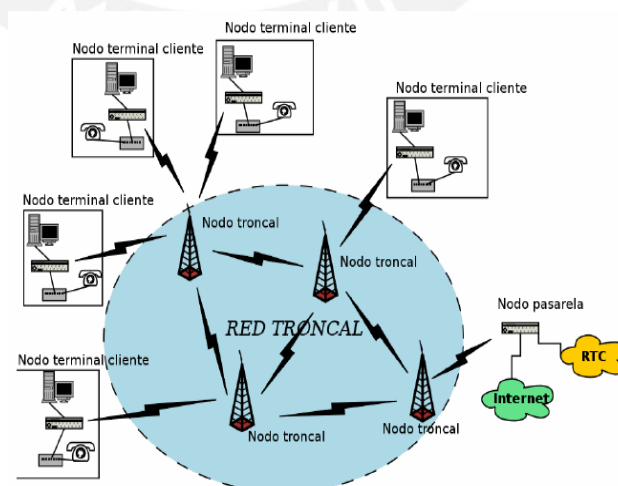 Nodo terminal cliente
Nodo terminal cliente
Nodo terminal cliente
Nodo terminal cliente
Nodo troncal
Nodo troncal
Nodo pasarela
RED TRONCAL
RTC
Nodo terminal cliente
Internet
Nodo troncal
Nodo troncal